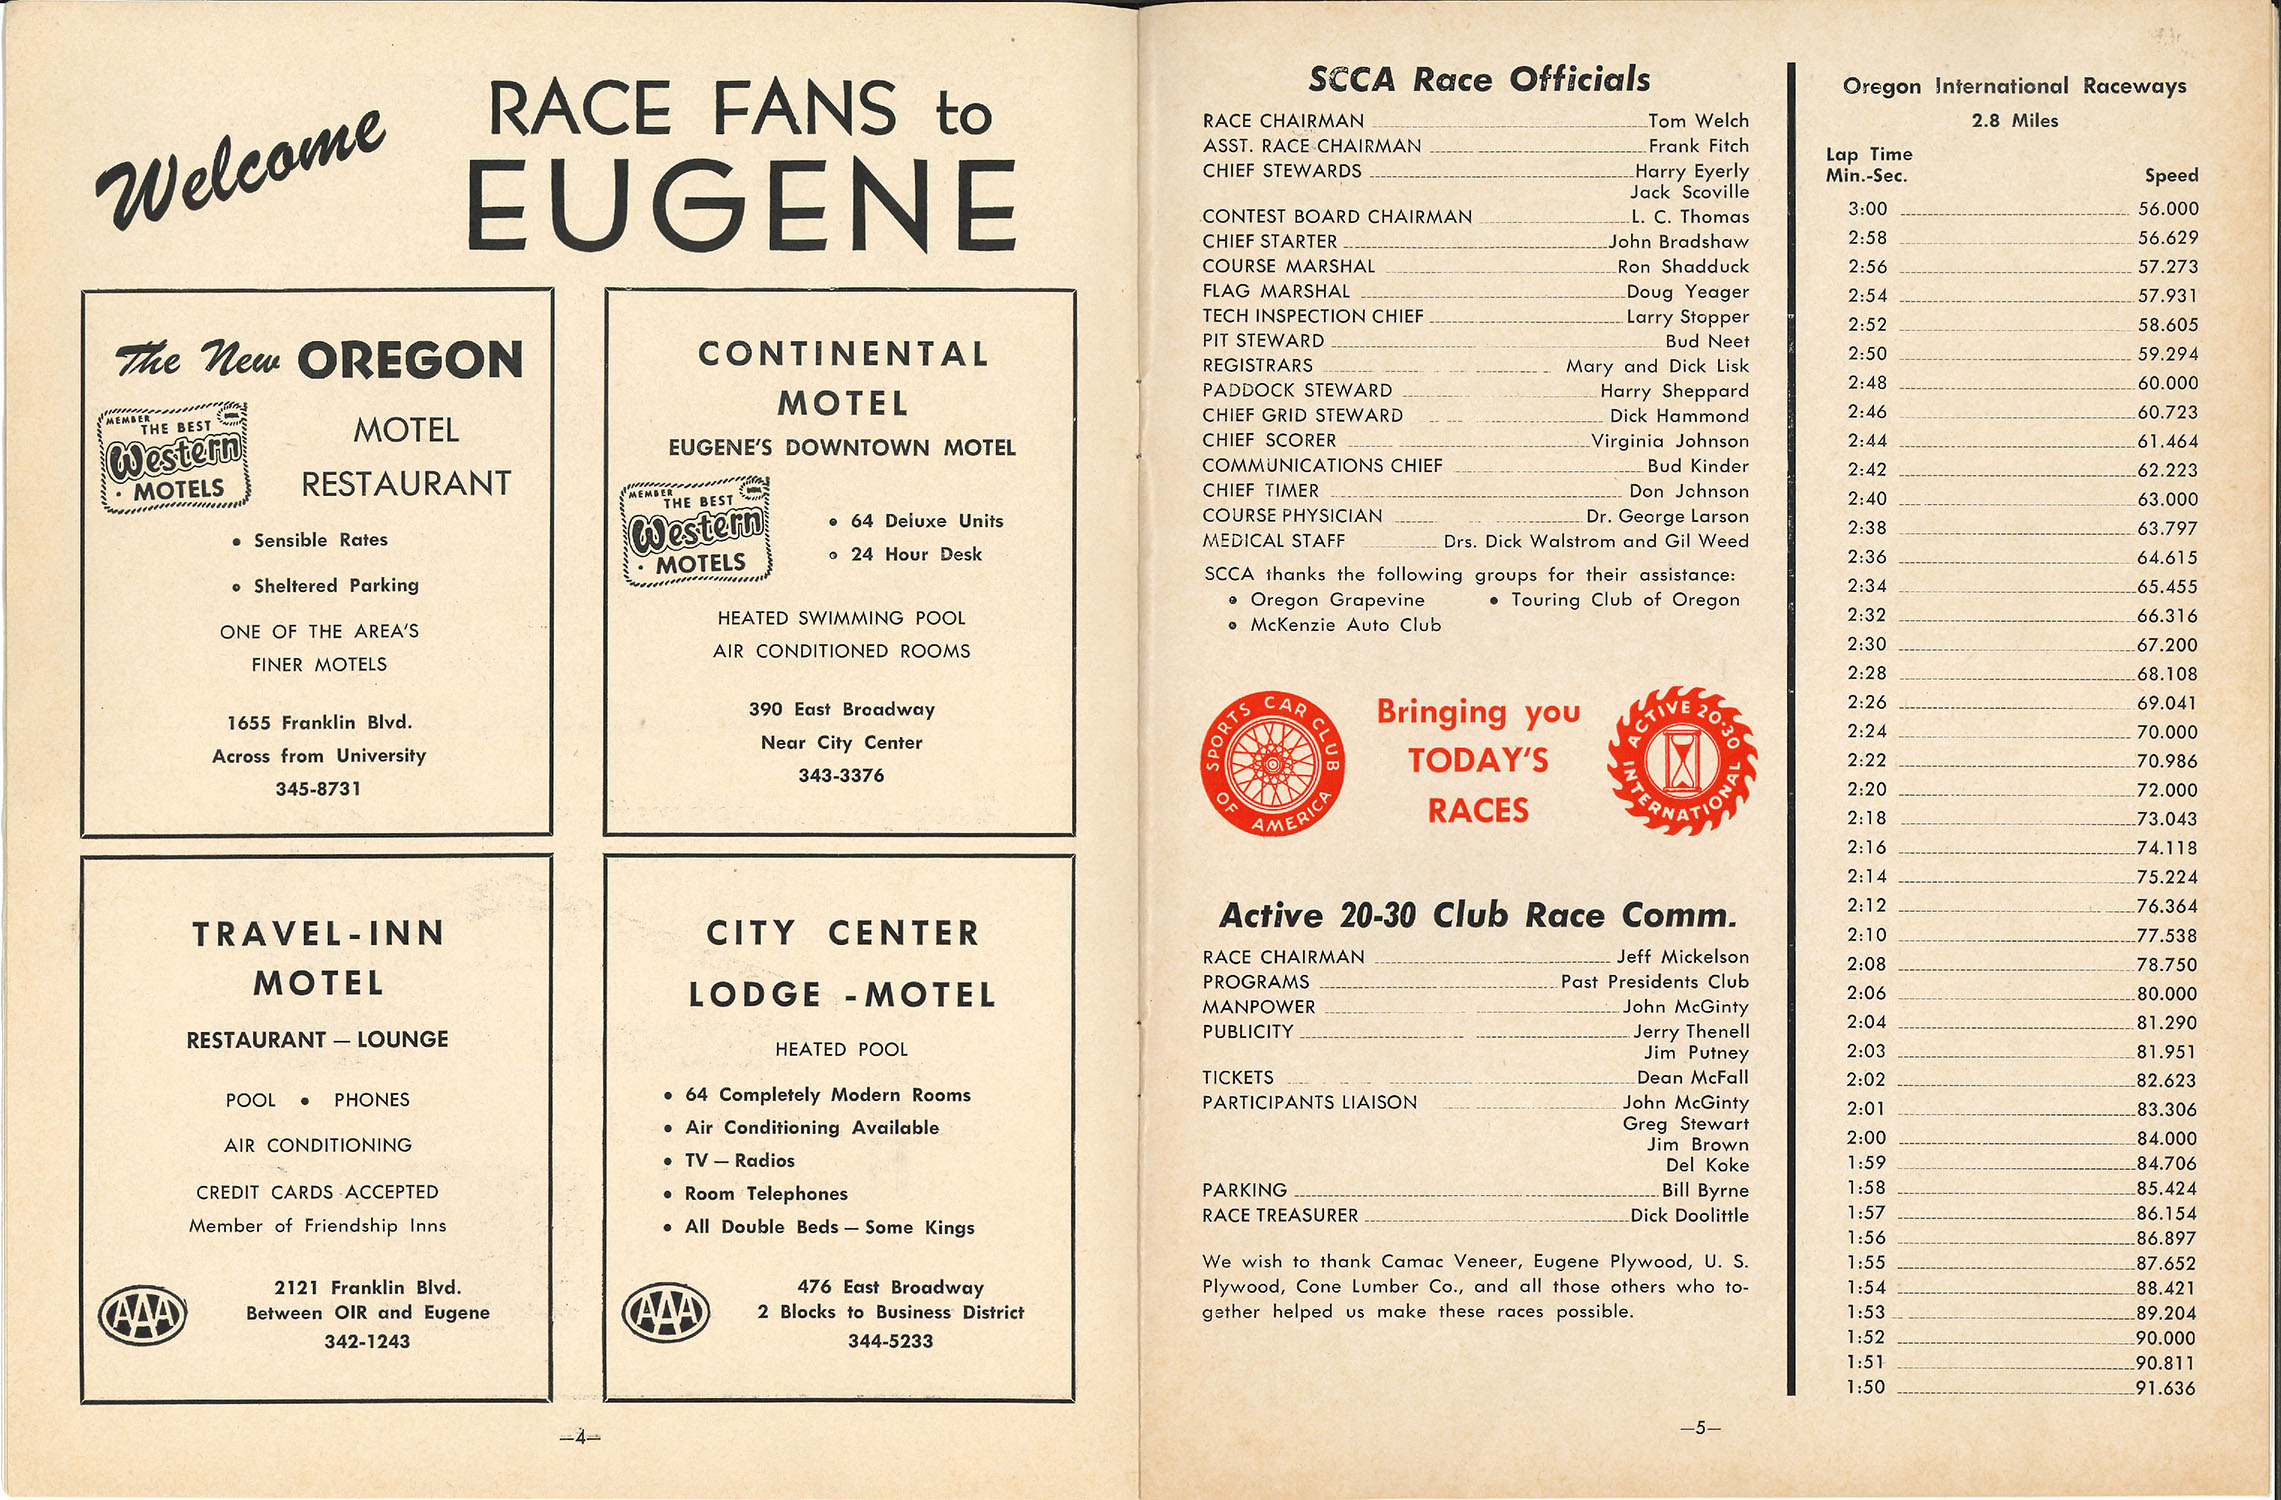 Welcome
RACE FANS to
EUGENE
The New OREGON
MEMBER
THE BEST
Western
MOTELS
MOTEL
RESTAURANT
• Sensible Rates
• Sheltered Parking
ONE OF THE AREA'S
FINER MOTELS
1655 Franklin Blvd.
Across from University
345-8731
CONTINENTAL
MOTEL
EUGENE'S DOWNTOWN MOTEL
MEMBER
THE BEST
Western
MOTELS
• 64 Deluxe Units
• 24 Hour Desk
HEATED SWIMMING POOL
AIR CONDITIONED ROOMS
390 East Broadway
Near City Center
343-3376
TRAVEL-INN
MOTEL
RESTAURANT — LOUNGE
POOL • PHONES
AIR CONDITIONING
CREDIT CARDS ACCEPTED
Member of Friendship Inns
AAA
2121 Franklin Blvd.
Between OIR and Eugene
342-1243
CITY CENTER
LODGE -MOTEL
HEATED POOL
• 64 Completely Modern Rooms
• Air Conditioning Available
• TV — Radios
• Room Telephones
• All Double Beds — Some Kings
AAA
476 East Broadway
2 Blocks to Business District
344-5233
—4—
SCCA Race Officials
RACE CHAIRMAN Tom Welch
ASST. RACE CHAIRMAN Frank Fitch
CHIEF STEWARDS Harry Eyerly
Jack Scoville
CONTEST BOARD CHAIRMAN L. C. Thomas
CHIEF STARTER John Bradshaw
COURSE MARSHAL Ron Shadduck
FLAG MARSHAL Doug Yeager
TECH INSPECTION CHIEF Larry Stopper
PIT STEWARD Bud Neet
REGISTRARS Mary and Dick Lisk
PADDOCK STEWARD Harry Sheppard
CHIEF GRID STEWARD Dick Hammond
CHIEF SCORER Virginia Johnson
COMMUNICATIONS CHIEF Bud Kinder
CHIEF TIMER Don Johnson
COURSE PHYSICIAN Dr. George Larson
MEDICAL STAFF Drs. Dick Walstrom and Gil Weed
SCCA thanks the following groups for their assistance:
• Oregon Grapevine • Touring Club of Oregon
• McKenzie Auto Club
SPORTS CAR CLUB OF AMERICA
Bringing you
TODAY'S
RACES
ACTIVE 20-30 INTERNATIONAL
Active 20-30 Club Race Comm.
RACE CHAIRMAN Jeff Mickelson
PROGRAMS Past Presidents Club
MANPOWER John McGinty
PUBLICITY Jerry Thenell
Jim Putney
TICKETS Dean McFall
PARTICIPANTS LIAISON John McGinty
Greg Stewart
Jim Brown
Del Koke
PARKING Bill Byrne
RACE TREASURER Dick Doolittle
We wish to thank Camac Veneer, Eugene Plywood, U. S.
Plywood, Cone Lumber Co., and all those others who to-
gether helped us make these races possible.
—5—
Oregon International Raceways
2.8 Miles
Lap Time
Min.-Sec. Speed
3:00 56.000
2:58 56.629
2:56 57.273
2:54 57.931
2:52 58.605
2:50 59.294
2:48 60.000
2:46 60.723
2:44 61.464
2:42 62.223
2:40 63.000
2:38 63.797
2:36 64.615
2:34 65.455
2:32 66.316
2:30 67.200
2:28 68.108
2:26 69.041
2:24 70.000
2:22 70.986
2:20 72.000
2:18 73.043
2:16 74.118
2:14 75.224
2:12 76.364
2:10 77.538
2:08 78.750
2:06 80.000
2:04 81.290
2:03 81.951
2:02 82.623
2:01 83.306
2:00 84.000
1:59 84.706
1:58 85.424
1:57 86.154
1:56 86.897
1:55 87.652
1:54 88.421
1:53 89.204
1:52 90.000
1:51 90.811
1:50 91.636